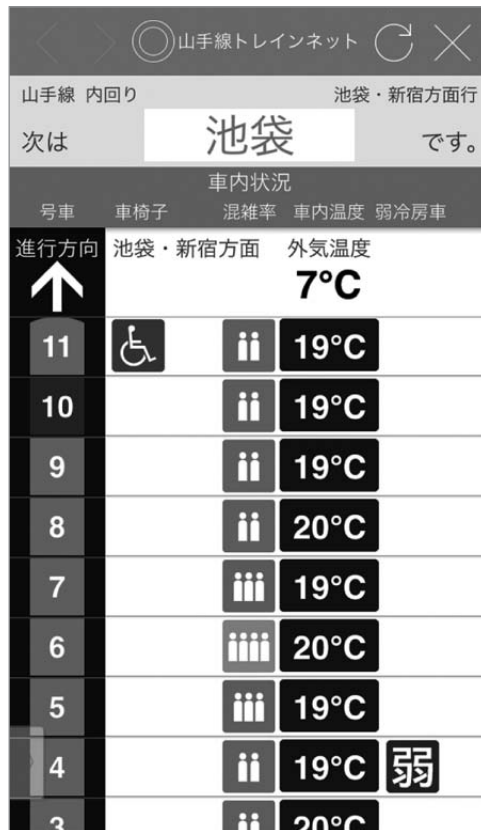 山手線トレインネット
山手線 内回り 池袋・新宿方面行
次は 池袋 です。
車内状況
号車 車椅子 混雑率 車内温度 弱冷房車
進行方向 池袋・新宿方面 外気温度
7°C
11 19°C
10 19°C
9 19°C
8 20°C
7 19°C
6 20°C
5 19°C
4 19°C 弱
3 20°C